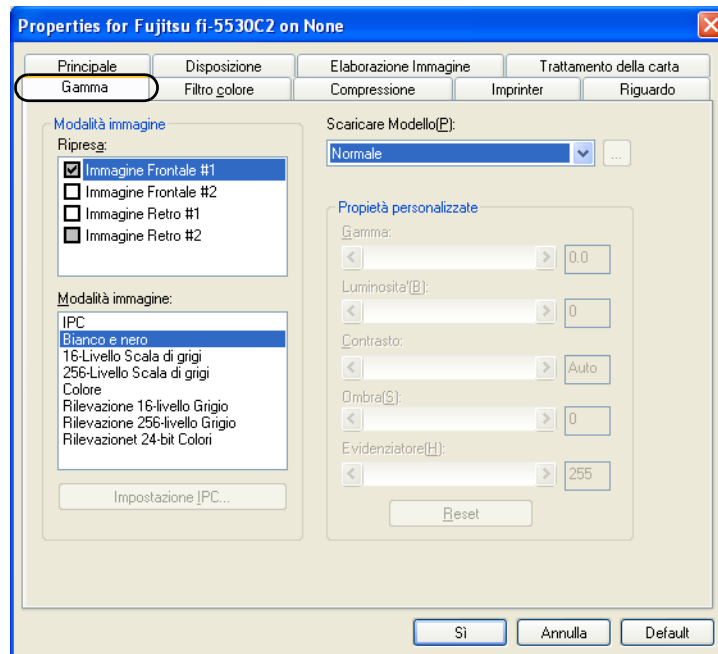 Properties for Fujitsu fi-5530C2 on None
Principale Disposizione Elaborazione Immagine Trattamento della carta
Gamma Filtro colore Compressione Imprinter Riguardo
Modalità immagine
Ripresa:
Immagine Frontale #1
Immagine Frontale #2
Immagine Retro #1
Immagine Retro #2
Modalità immagine:
IPC
Bianco e nero
16-Livello Scala di grigi
256-Livello Scala di grigi
Colore
Rilevazione 16-livello Grigio
Rilevazione 256-livello Grigio
Rilevazionet 24-bit Colori
Impostazione IPC...
Scaricare Modello(P):
Normale ...
Propietà personalizzate
Gamma:
0.0
Luminosita'(B):
0
Contrasto:
Auto
Ombra(S):
0
Evidenziatore(H):
255
Reset
Sì Annulla Default